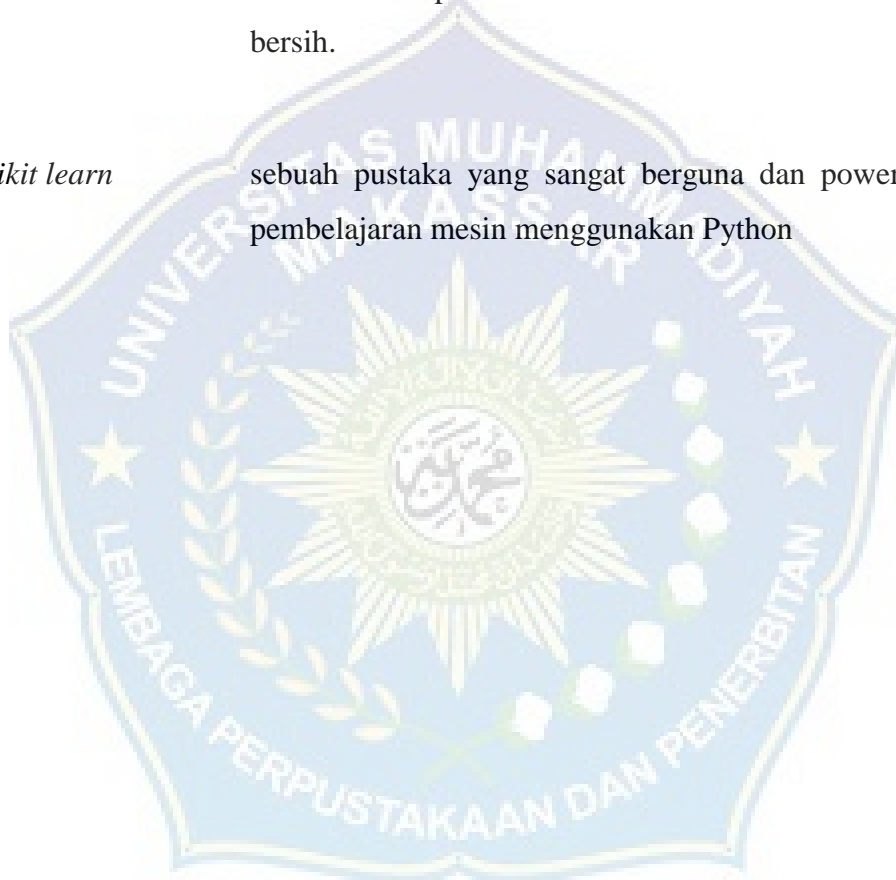 bersih.
ikit learn sebuah pustaka yang sangat berguna dan power
pembelajaran mesin menggunakan Python
UNIVERSITAS MUHAMMADIYAH
MAKASSAR
محمد
LEMBAGA PERPUSTAKAAN DAN PENERBITAN